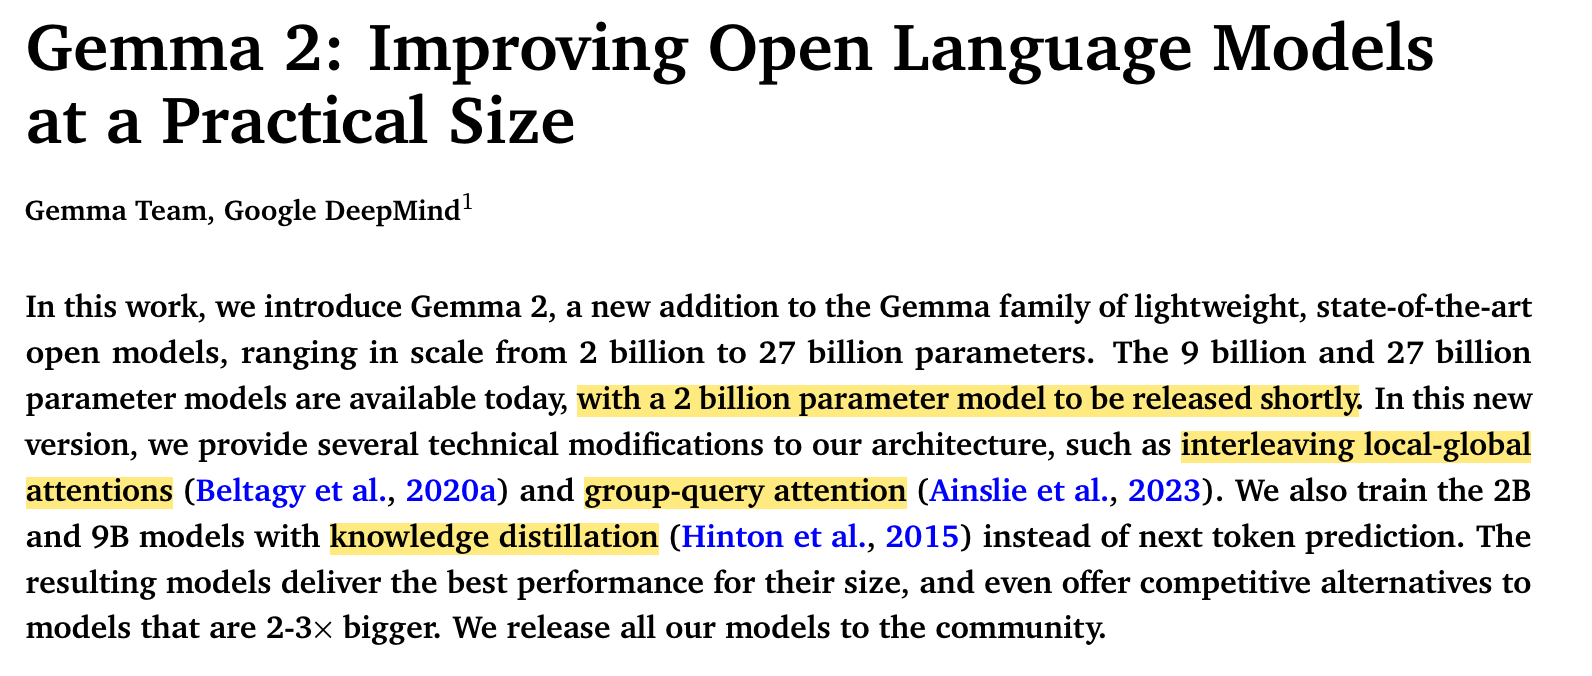 Gemma 2: Improving Open Language Models
at a Practical Size
Gemma Team, Google DeepMind¹
In this work, we introduce Gemma 2, a new addition to the Gemma family of lightweight, state-of-the-art
open models, ranging in scale from 2 billion to 27 billion parameters. The 9 billion and 27 billion
parameter models are available today, with a 2 billion parameter model to be released shortly. In this new
version, we provide several technical modifications to our architecture, such as interleaving local-global
attentions (Beltagy et al., 2020a) and group-query attention (Ainslie et al., 2023). We also train the 2B
and 9B models with knowledge distillation (Hinton et al., 2015) instead of next token prediction. The
resulting models deliver the best performance for their size, and even offer competitive alternatives to
models that are 2-3× bigger. We release all our models to the community.